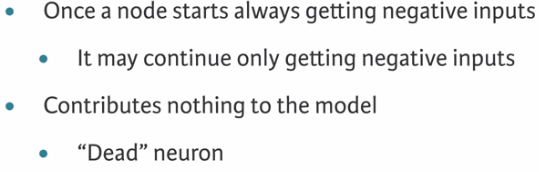 • Once a node starts always getting negative inputs
• It may continue only getting negative inputs
• Contributes nothing to the model
• “Dead” neuron